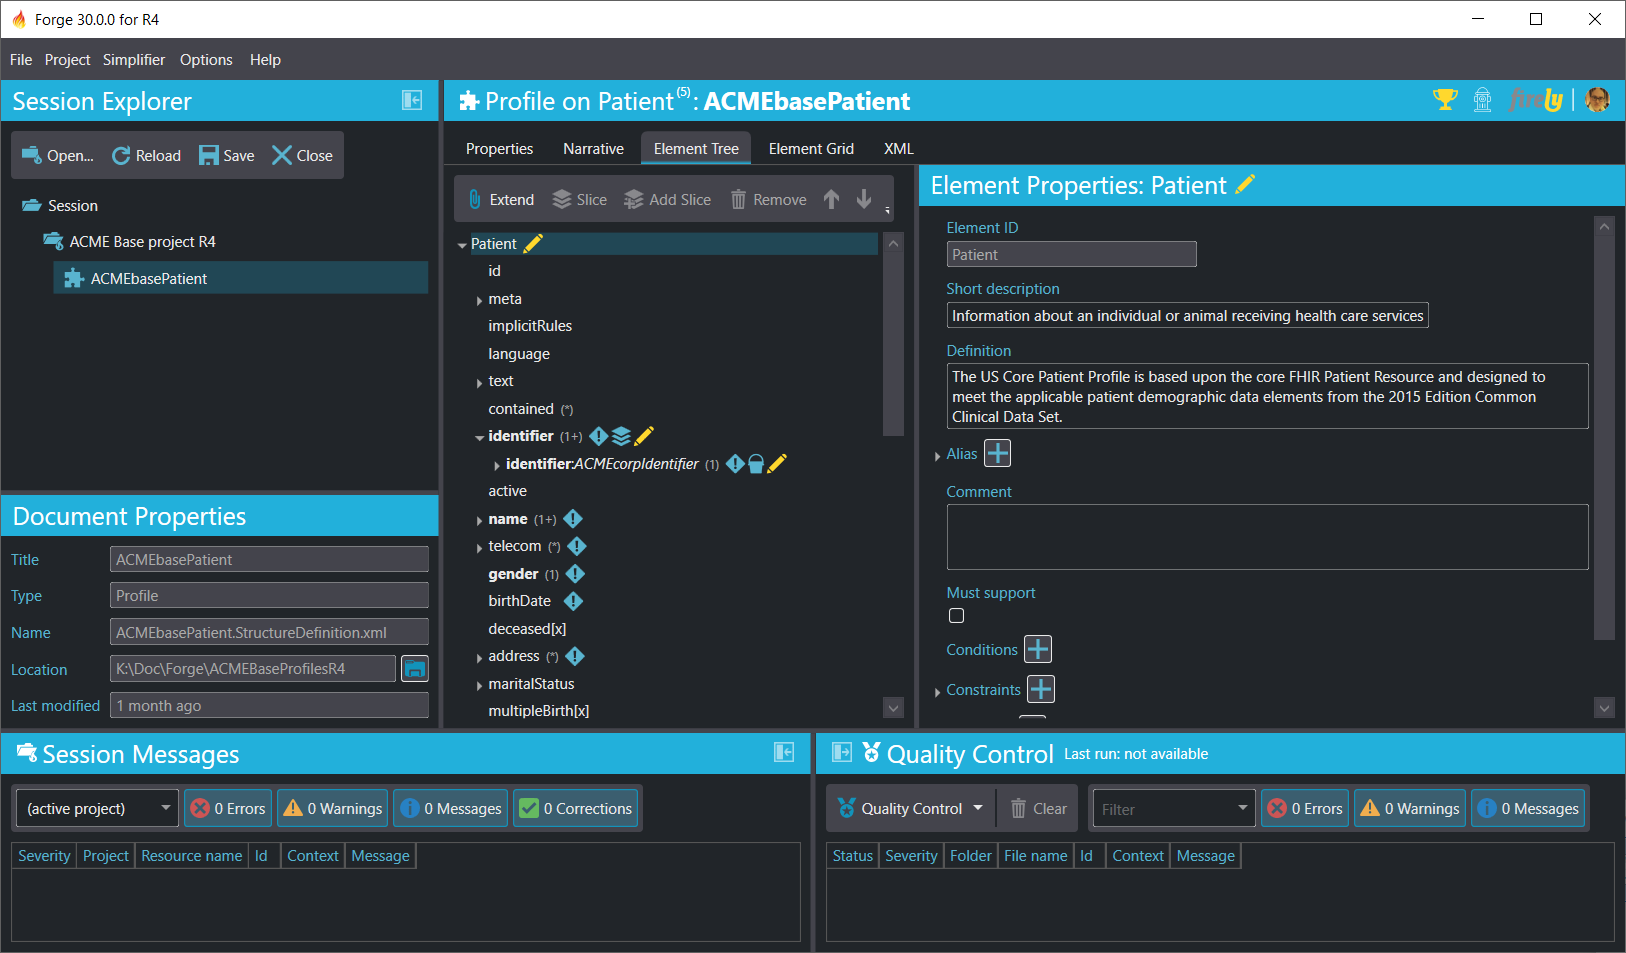 Forge 30.0.0 for R4
File Project Simplifier Options Help
Session Explorer
Open... Reload Save Close
Session
ACME Base project R4
ACMEbasePatient
Document Properties
Title ACMEbasePatient
Type Profile
Name ACMEbasePatient.StructureDefinition.xml
Location K:\Doc\Forge\ACMEBaseProfilesR4
Last modified 1 month ago
Profile on Patient (5) : ACMEbasePatient
firely
Properties Narrative Element Tree Element Grid XML
Extend Slice Add Slice Remove
Patient
id
meta
implicitRules
language
text
contained (*)
identifier (1+)
identifier:ACMEcorpIdentifier (1)
active
name (1+)
telecom (*)
gender (1)
birthDate
deceased[x]
address (*)
maritalStatus
multipleBirth[x]
Element Properties: Patient
Element ID
Patient
Short description
Information about an individual or animal receiving health care services
Definition
The US Core Patient Profile is based upon the core FHIR Patient Resource and designed to
meet the applicable patient demographic data elements from the 2015 Edition Common
Clinical Data Set.
Alias
Comment
Must support
Conditions
Constraints
Session Messages
(active project) 0 Errors 0 Warnings 0 Messages 0 Corrections
Severity Project Resource name Id Context Message
Quality Control Last run: not available
Quality Control Clear Filter 0 Errors 0 Warnings 0 Messages
Status Severity Folder File name Id Context Message